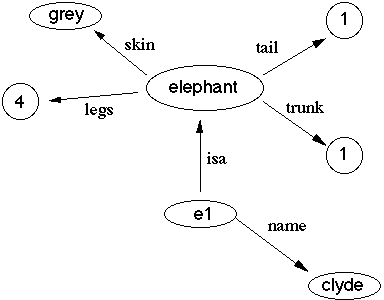 grey
1
skin
tail
elephant
4
legs
trunk
1
isa
e1
name
clyde